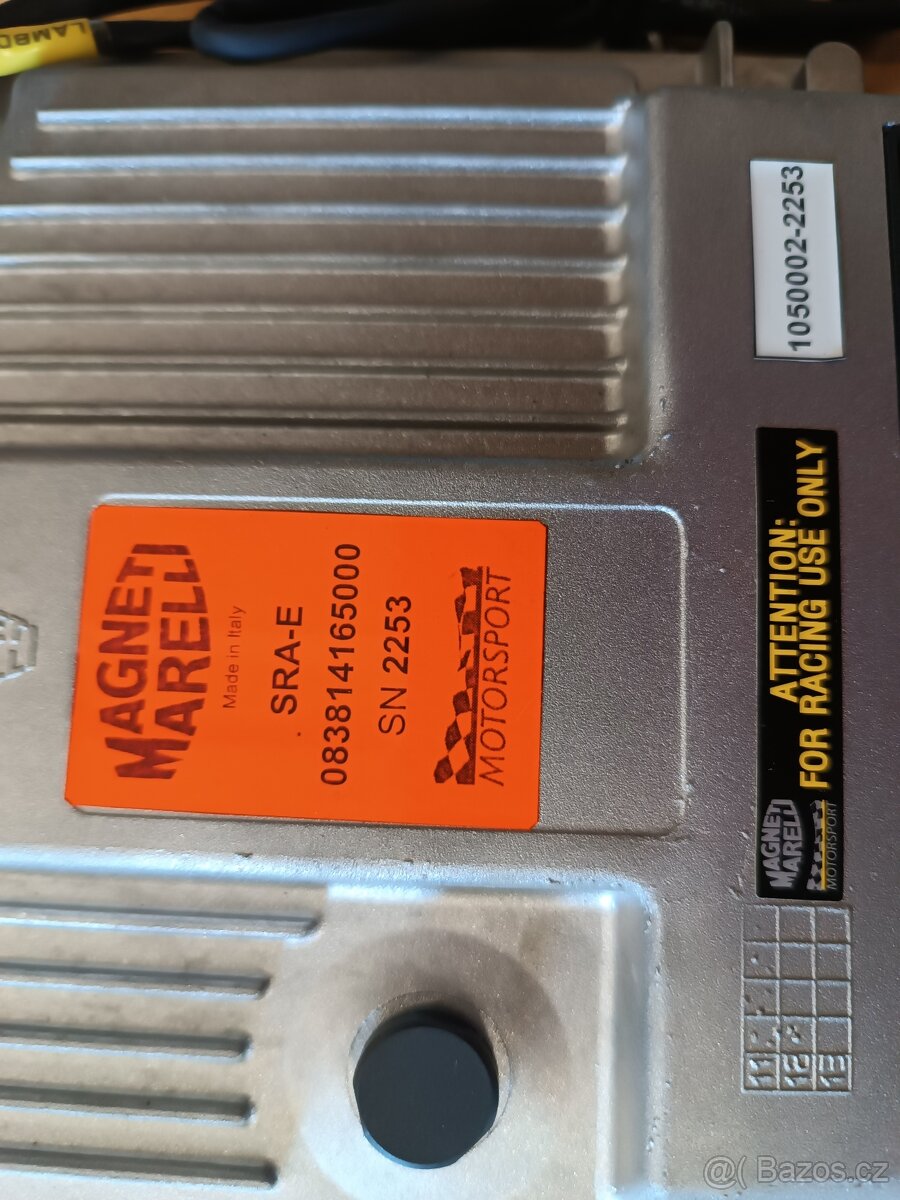 LAMBO
1050002-2253
MAGNETI
MARELLI
Made in Italy
SRA-E
083814165000
SN 2253
MOTORSPORT
ATTENTION:
FOR RACING USE ONLY
MAGNETI
MARELLI
MOTORSPORT
11
12
13
@( Bazos.cz